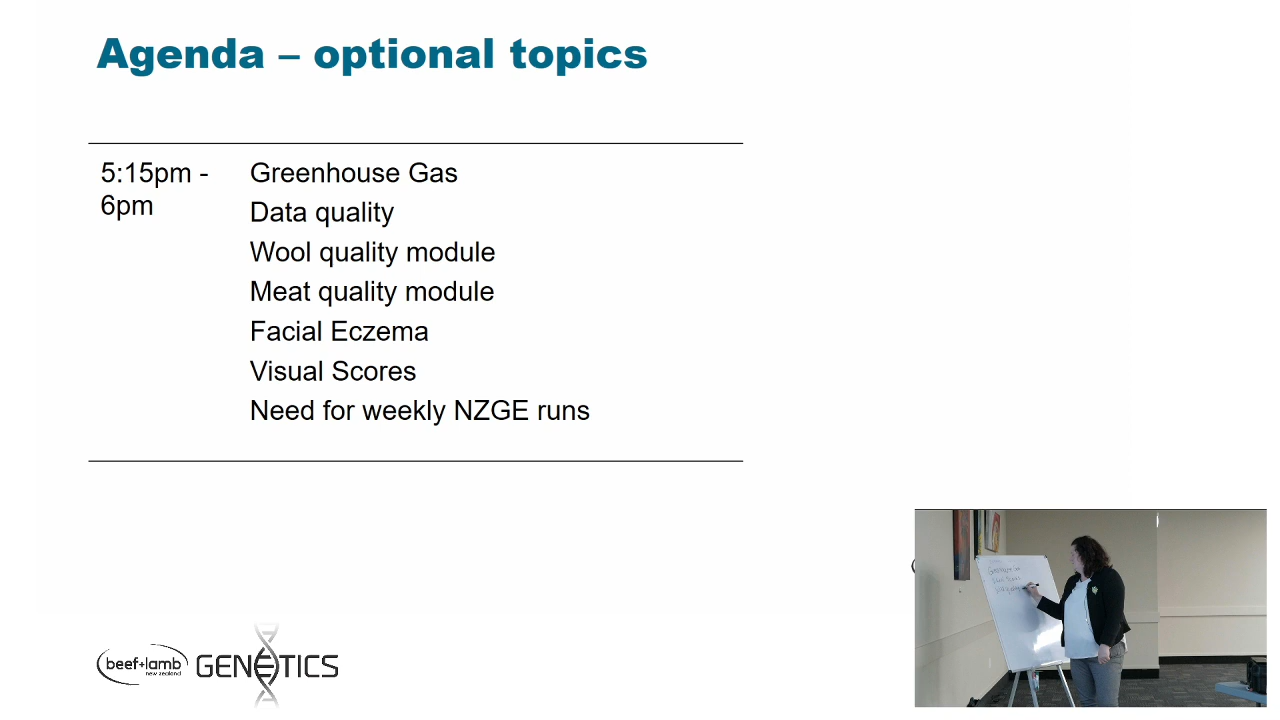 Agenda – optional topics
5:15pm -
6pm
Greenhouse Gas
Data quality
Wool quality module
Meat quality module
Facial Eczema
Visual Scores
Need for weekly NZGE runs
beef+lamb
new zealand
GENETICS